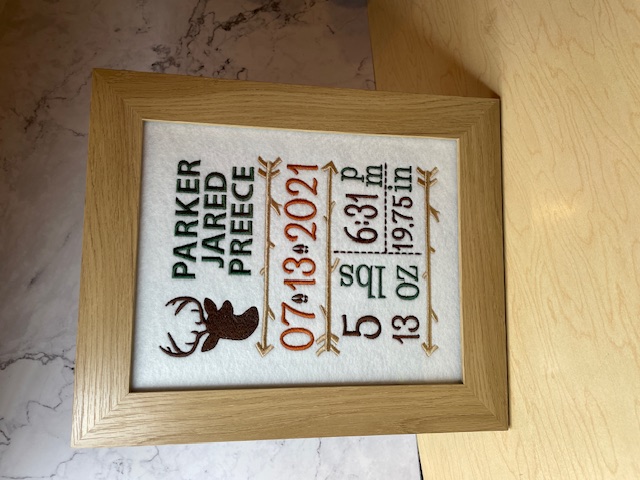 PARKER
JARED
PREECE
07 13 2021
5 lbs 6:31 pm
13 oz 19.75 in